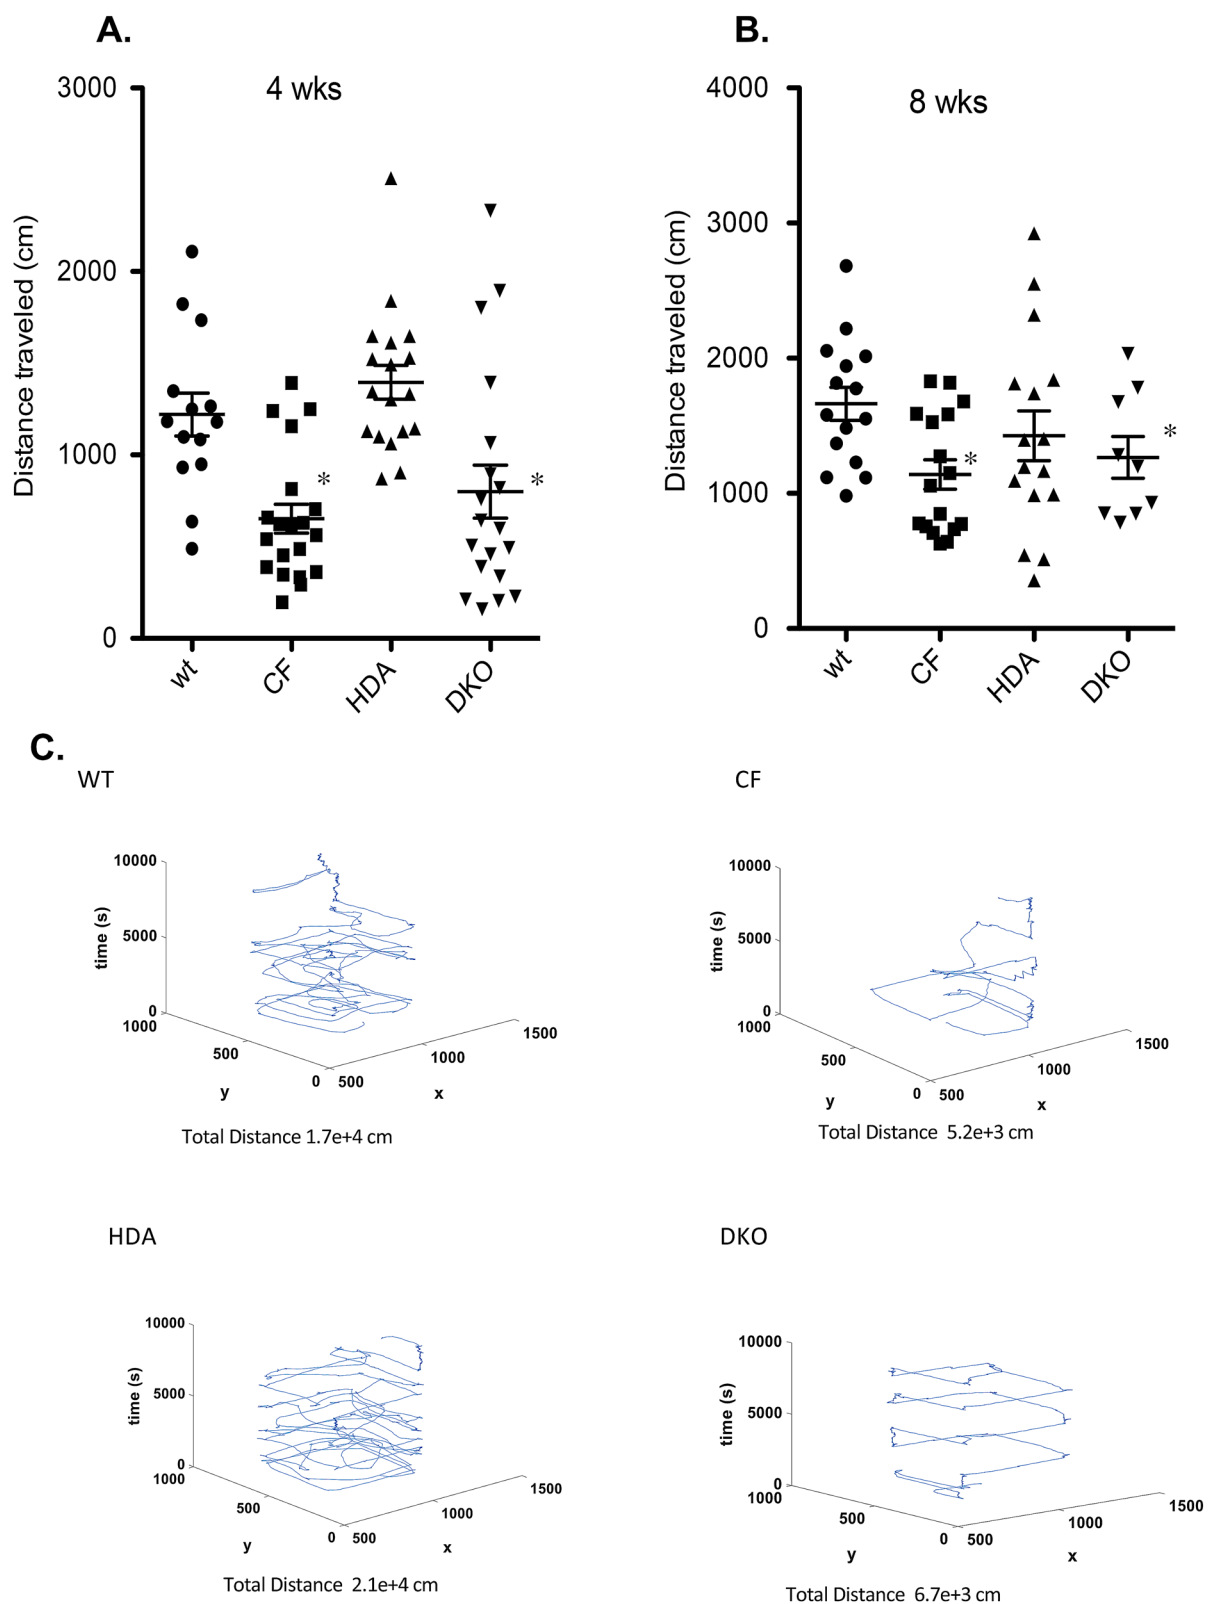 A.
B.
4 wks
8 wks
3000
2000
1000
0
Distance traveled (cm)
wt
CF
HDA
DKO
*
*
4000
3000
2000
1000
0
Distance traveled (cm)
wt
CF
HDA
DKO
*
*
C.
WT
10000
5000
0
time (s)
1000
500
0
y
500
1000
1500
x
Total Distance 1.7e+4 cm
CF
10000
5000
0
time (s)
1000
500
0
y
500
1000
1500
x
Total Distance 5.2e+3 cm
HDA
10000
5000
0
time (s)
1000
500
0
y
500
1000
1500
x
Total Distance 2.1e+4 cm
DKO
10000
5000
0
time (s)
1000
500
0
y
500
1000
1500
x
Total Distance 6.7e+3 cm